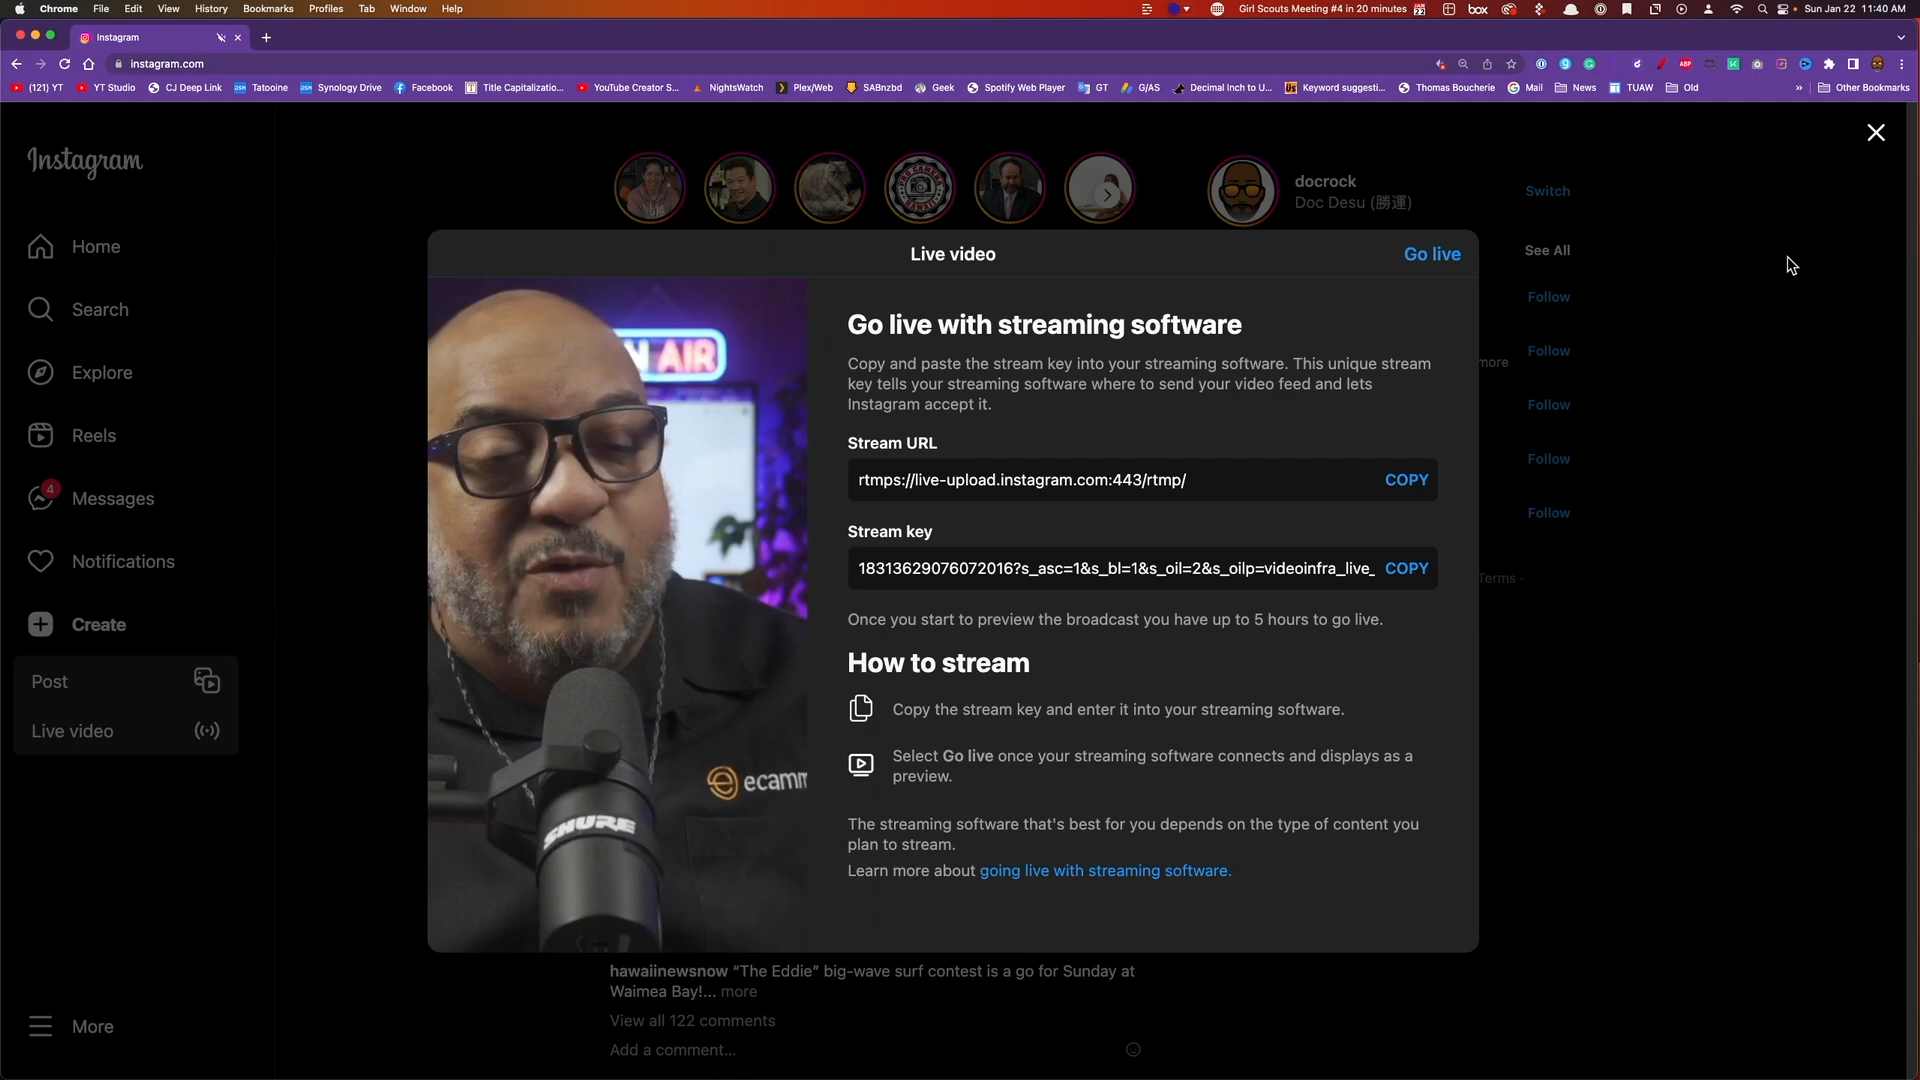 Chrome File Edit View History Bookmarks Profiles Tab Window Help
Girl Scouts Meeting #4 in 20 minutes JAN 22 box Sun Jan 22 11:40 AM
Instagram
instagram.com
ABP
(121) YT YT Studio CJ Deep Link Tatooine Synology Drive Facebook Title Capitalizatio... YouTube Creator S... NightsWatch Plex/Web SABnzbd Geek Spotify Web Player GT G/AS Decimal Inch to U... Keyword suggesti... Thomas Boucherie Mail News TUAW Old » Other Bookmarks
Instagram
Home
Search
Explore
Reels
4
Messages
Notifications
Create
Post
Live video
More
PRO CAMERA HAWAII
docrock
Doc Desu (勝運)
Switch
See All
Follow
Follow
more
Follow
Follow
Follow
Terms ·
Live video
Go live
N AIR
ecamm
SHURE
Go live with streaming software
Copy and paste the stream key into your streaming software. This unique stream
key tells your streaming software where to send your video feed and lets
Instagram accept it.
Stream URL
rtmps://live-upload.instagram.com:443/rtmp/ COPY
Stream key
18313629076072016?s_asc=1&s_bl=1&s_oil=2&s_oilp=videoinfra_live_ COPY
Once you start to preview the broadcast you have up to 5 hours to go live.
How to stream
Copy the stream key and enter it into your streaming software.
Select Go live once your streaming software connects and displays as a
preview.
The streaming software that's best for you depends on the type of content you
plan to stream.
Learn more about going live with streaming software.
hawaiinewsnow “The Eddie” big-wave surf contest is a go for Sunday at
Waimea Bay!... more
View all 122 comments
Add a comment...